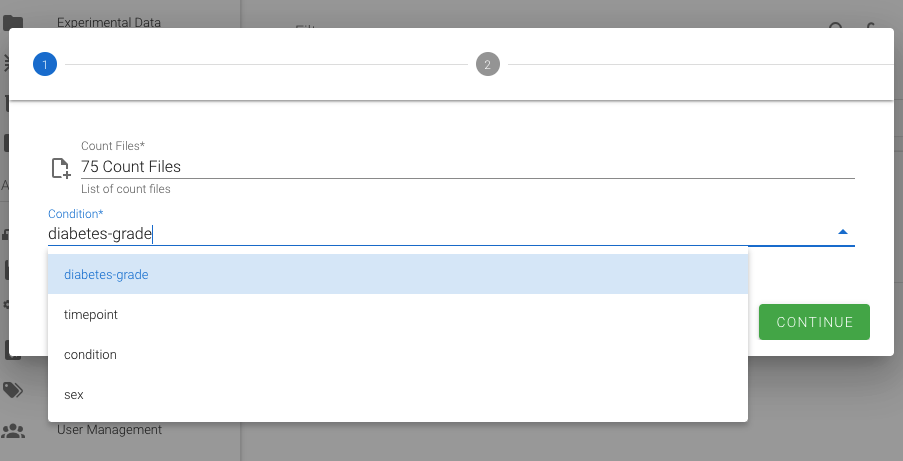 Experimental Data
1
2
Count Files*
75 Count Files
List of count files
Condition*
diabetes-grade
diabetes-grade
timepoint
condition
sex
CONTINUE
User Management